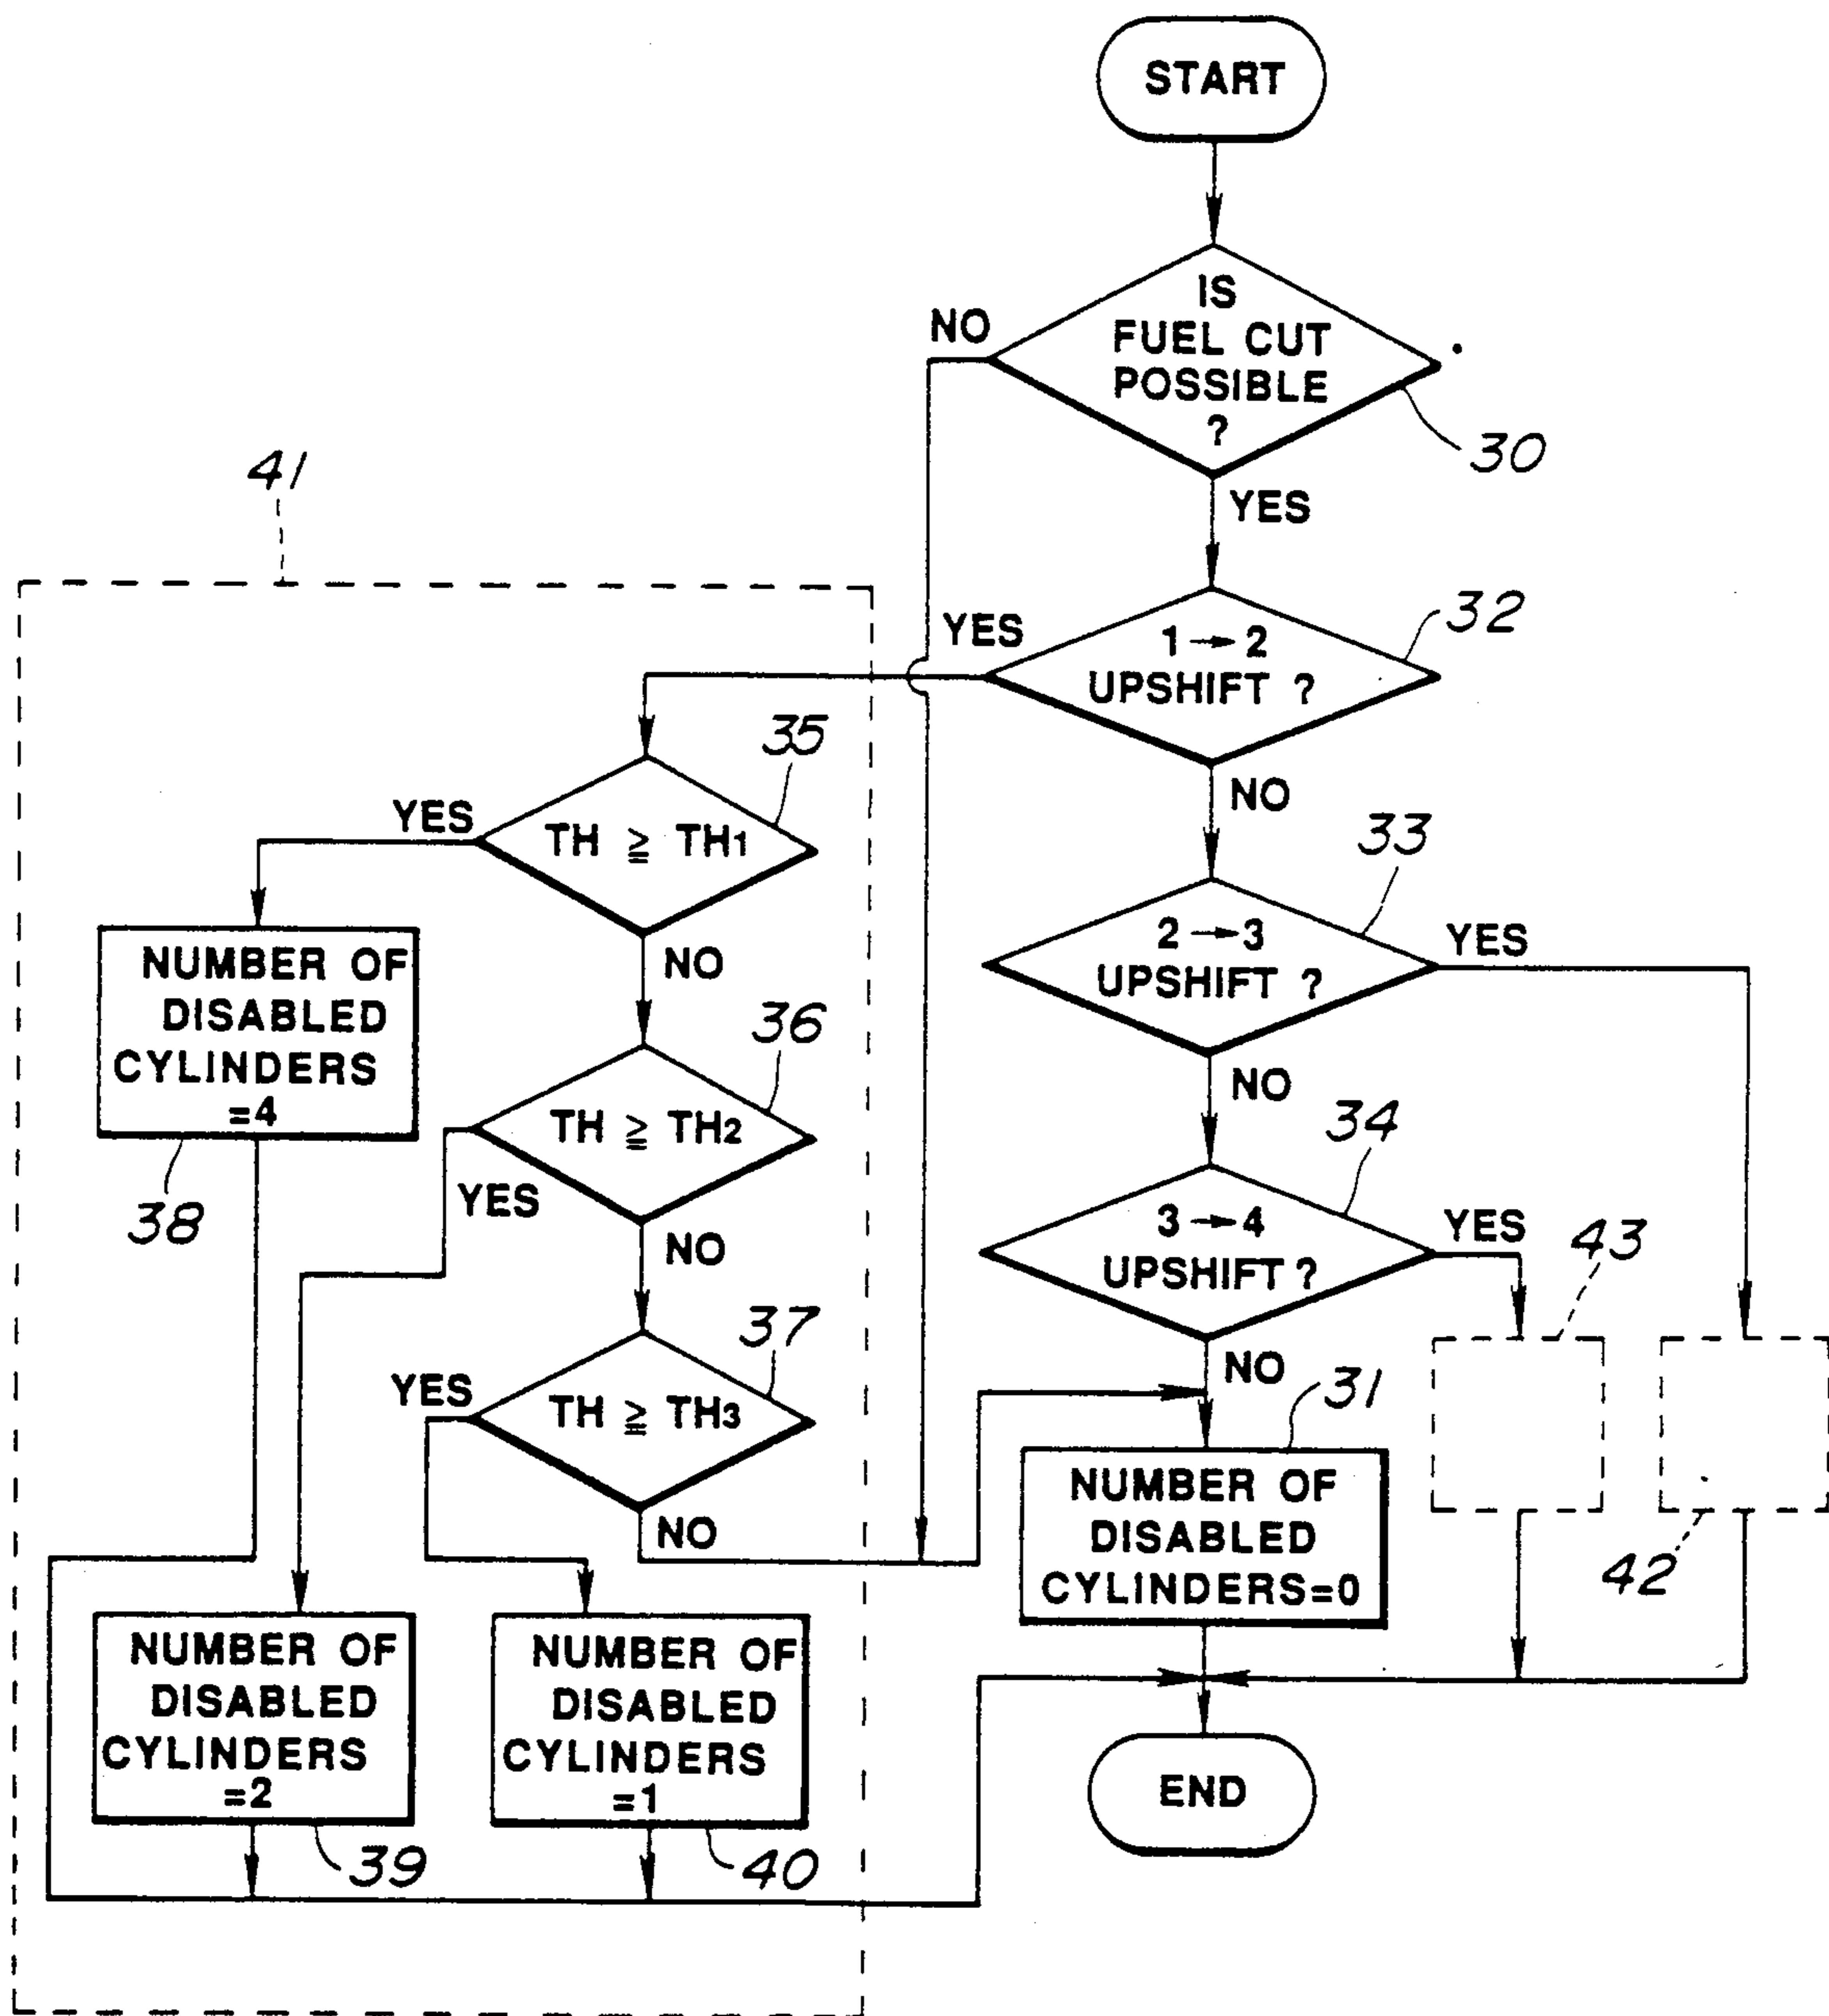 START
IS
FUEL CUT
POSSIBLE
?
NO
30
YES
41
1→2
UPSHIFT ?
YES
32
NO
35
TH ≧ TH1
YES
NO
33
2→3
UPSHIFT ?
YES
NO
NUMBER OF
DISABLED
CYLINDERS
=4
38
36
TH ≧ TH2
YES
NO
34
3→4
UPSHIFT ?
YES
NO
43
42
37
TH ≧ TH3
YES
NO
31
NUMBER OF
DISABLED
CYLINDERS=0
NUMBER OF
DISABLED
CYLINDERS
=2
39
NUMBER OF
DISABLED
CYLINDERS
=1
40
END